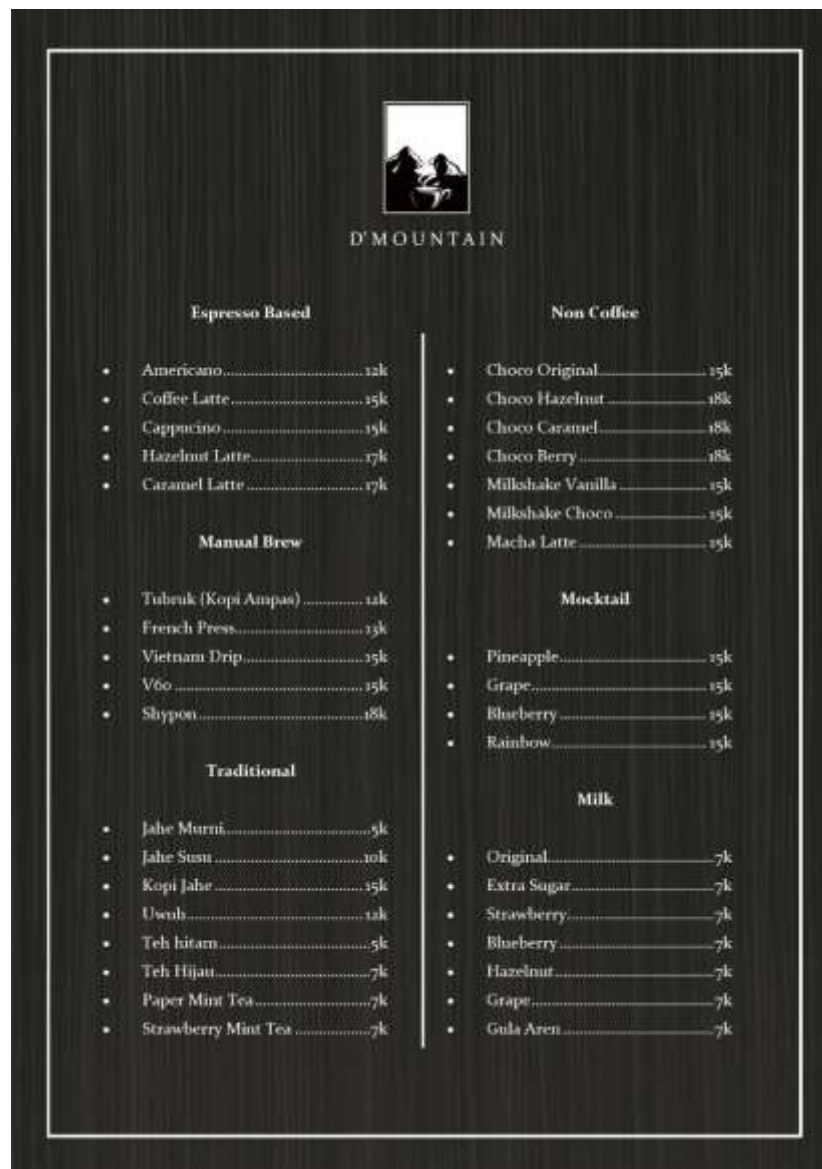 D'MOUNTAIN
Espresso Based
Americano....................12k
Coffee Latte....................15k
Cappucino....................15k
Hazelnut Latte....................17k
Caramel Latte....................17k
Manual Brew
Tubruk (Kopi Ampas)....................12k
French Press....................13k
Vietnam Drip....................15k
V60....................15k
Shypon....................18k
Traditional
Jahe Murni....................5k
Jahe Susu....................10k
Kopi Jahe....................15k
Uwuh....................12k
Teh hitam....................5k
Teh Hijau....................7k
Paper Mint Tea....................7k
Strawberry Mint Tea....................7k
Non Coffee
Choco Original....................15k
Choco Hazelnut....................18k
Choco Caramel....................18k
Choco Berry....................18k
Milkshake Vanilla....................15k
Milkshake Choco....................15k
Macha Latte....................15k
Mocktail
Pineapple....................15k
Grape....................15k
Blueberry....................15k
Rainbow....................15k
Milk
Original....................7k
Extra Sugar....................7k
Strawberry....................7k
Blueberry....................7k
Hazelnut....................7k
Grape....................7k
Gula Aren....................7k